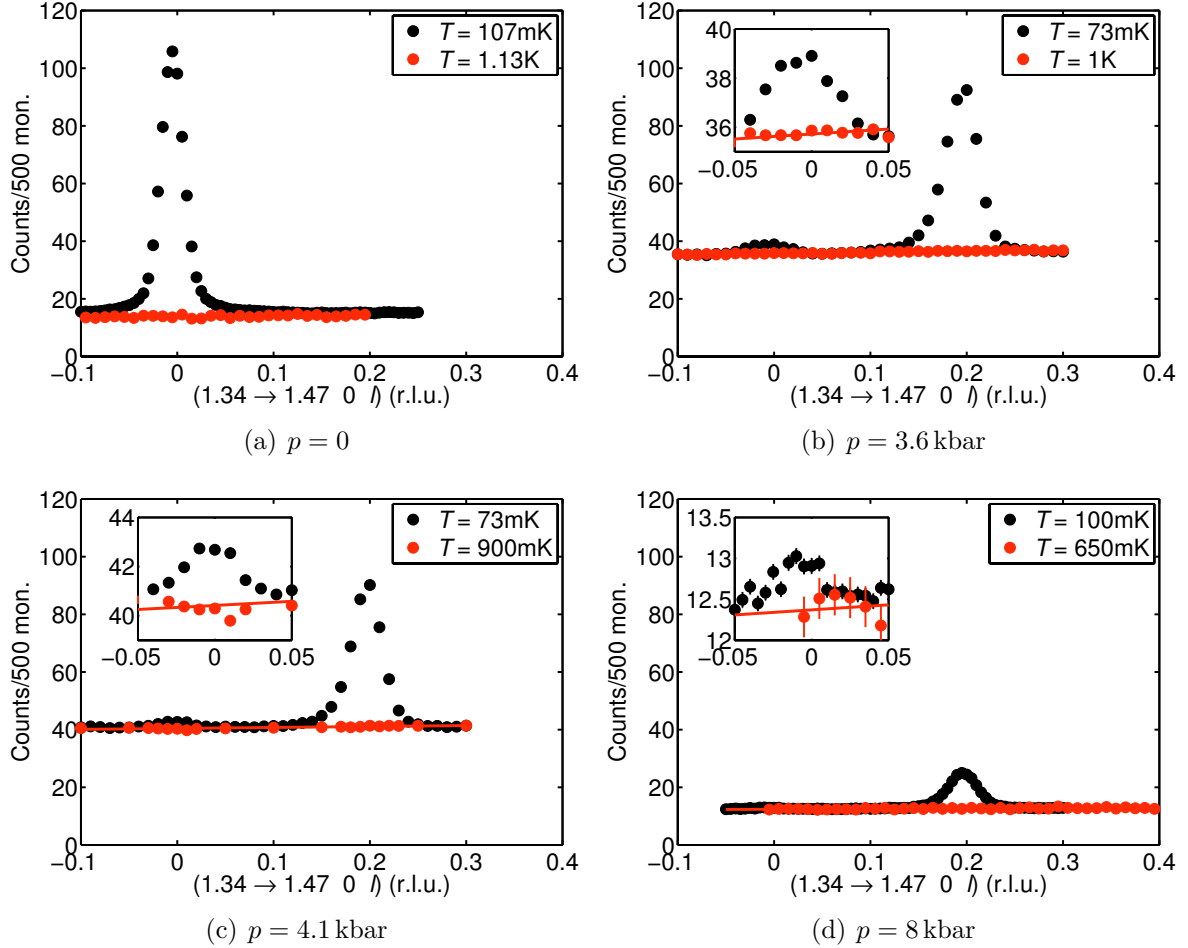 120
100
80
60
40
20
0
Counts/500 mon.
T = 107mK
T = 1.13K
−0.1 0 0.1 0.2 0.3 0.4
(1.34 → 1.47 0 l) (r.l.u.)
(a) p = 0
120
100
80
60
40
20
0
Counts/500 mon.
T = 73mK
T = 1K
40
38
36
−0.05 0 0.05
−0.1 0 0.1 0.2 0.3 0.4
(1.34 → 1.47 0 l) (r.l.u.)
(b) p = 3.6 kbar
120
100
80
60
40
20
0
Counts/500 mon.
T = 73mK
T = 900mK
44
42
40
−0.05 0 0.05
−0.1 0 0.1 0.2 0.3 0.4
(1.34 → 1.47 0 l) (r.l.u.)
(c) p = 4.1 kbar
120
100
80
60
40
20
0
Counts/500 mon.
T = 100mK
T = 650mK
13.5
13
12.5
12
−0.05 0 0.05
−0.1 0 0.1 0.2 0.3 0.4
(1.34 → 1.47 0 l) (r.l.u.)
(d) p = 8 kbar